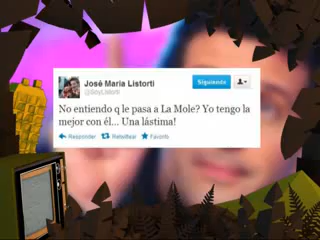 José María Listorti
@SoyListorti
Siguiendo
No entiendo q le pasa a La Mole? Yo tengo la
mejor con él... Una lástima!
Responder Retwittear Favorito